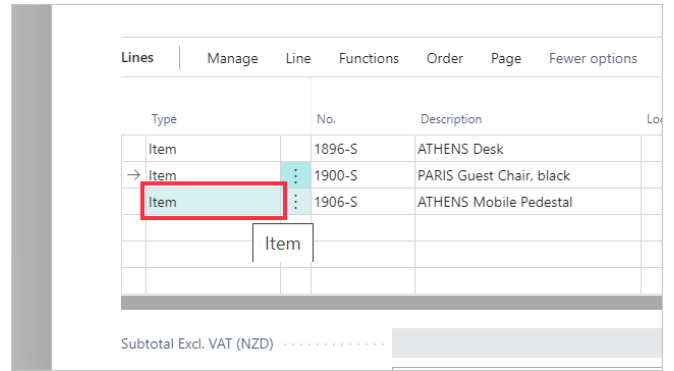 Lines Manage Line Functions Order Page Fewer options
Type No. Description
Item 1896-S ATHENS Desk
Item 1900-S PARIS Guest Chair, black
Item 1906-S ATHENS Mobile Pedestal
Item
Subtotal Excl. VAT (NZD)